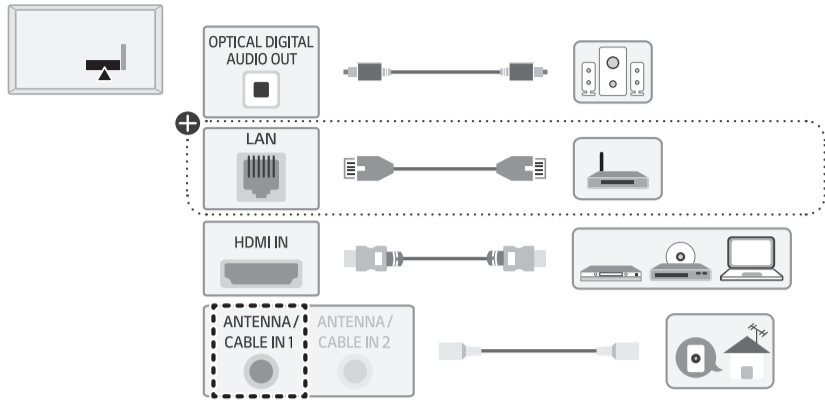 OPTICAL DIGITAL
AUDIO OUT
LAN
HDMI IN
ANTENNA /
CABLE IN 1
ANTENNA /
CABLE IN 2